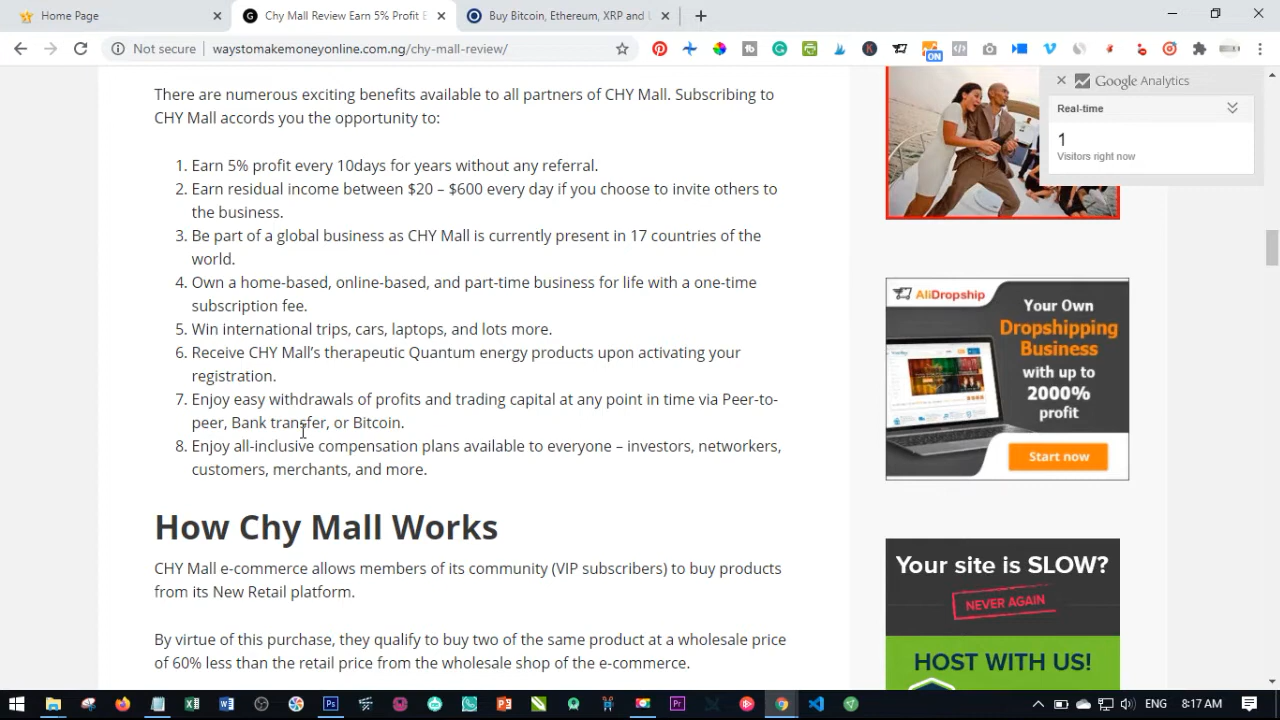 Home Page
Chy Mall Review Earn 5% Profit E
Buy Bitcoin, Ethereum, XRP and
Not secure
waystomakemoneyonline.com.ng/chy-mall-review/
ON
There are numerous exciting benefits available to all partners of CHY Mall. Subscribing to
CHY Mall accords you the opportunity to:
1. Earn 5% profit every 10days for years without any referral.
2. Earn residual income between $20 – $600 every day if you choose to invite others to
the business.
3. Be part of a global business as CHY Mall is currently present in 17 countries of the
world.
4. Own a home-based, online-based, and part-time business for life with a one-time
subscription fee.
5. Win international trips, cars, laptops, and lots more.
6. Receive CHY Mall’s therapeutic Quantum energy products upon activating your
registration.
7. Enjoy easy withdrawals of profits and trading capital at any point in time via Peer-to-
peer, Bank transfer, or Bitcoin.
8. Enjoy all-inclusive compensation plans available to everyone – investors, networkers,
customers, merchants, and more.
How Chy Mall Works
CHY Mall e-commerce allows members of its community (VIP subscribers) to buy products
from its New Retail platform.
By virtue of this purchase, they qualify to buy two of the same product at a wholesale price
of 60% less than the retail price from the wholesale shop of the e-commerce.
Google Analytics
Real-time
1
Visitors right now
AliDropship
Your Own
Dropshipping
Business
with up to
2000%
profit
Start now
Your site is SLOW?
NEVER AGAIN
HOST WITH US!
ENG
8:17 AM